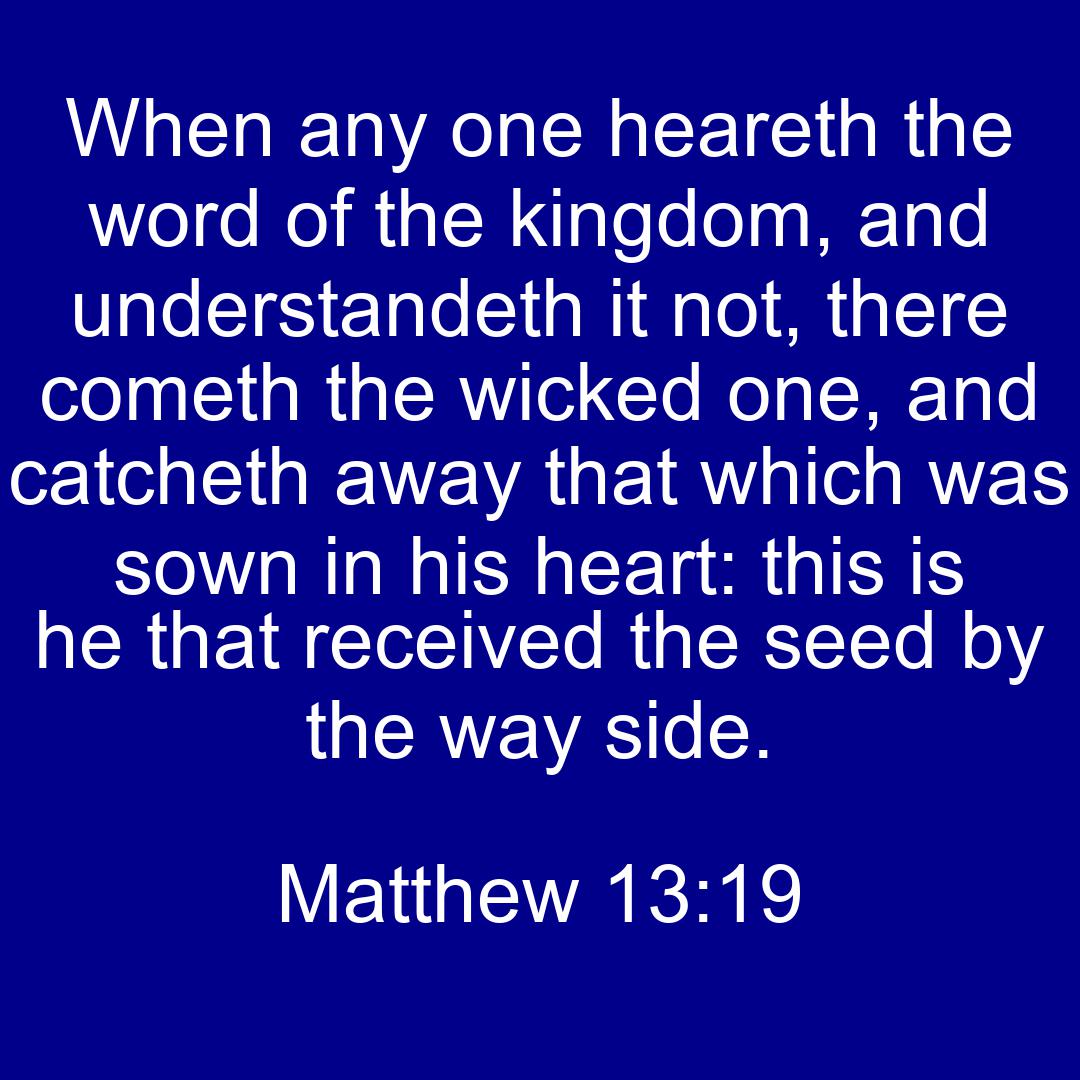 When any one heareth the
word of the kingdom, and
understandeth it not, there
cometh the wicked one, and
catcheth away that which was
sown in his heart: this is
he that received the seed by
the way side.
Matthew 13:19